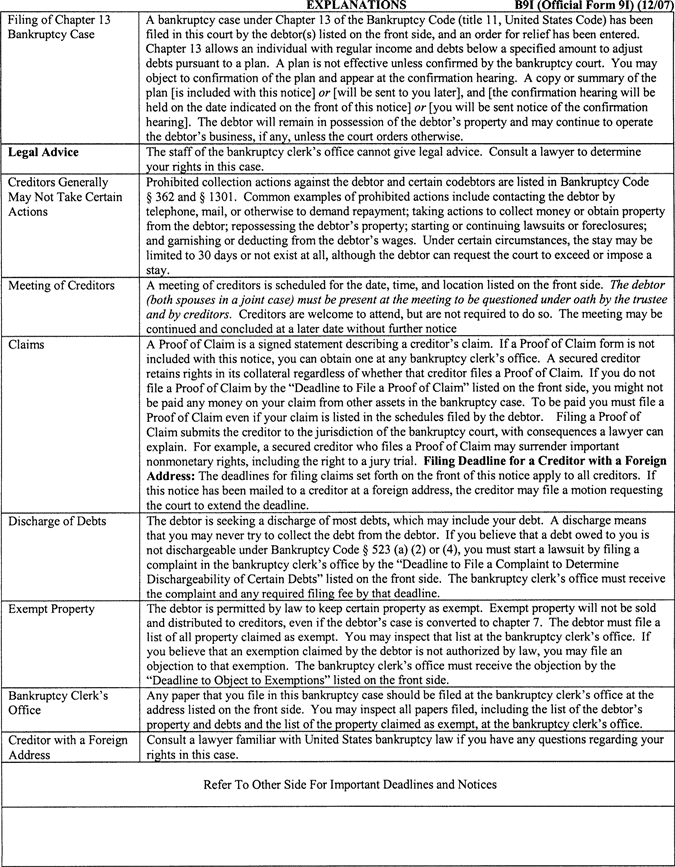 EXPLANATIONS B9I (Official Form 9I) (12/07)
Filing of Chapter 13
Bankruptcy Case
A bankruptcy case under Chapter 13 of the Bankruptcy Code (title 11, United States Code) has been
filed in this court by the debtor(s) listed on the front side, and an order for relief has been entered.
Chapter 13 allows an individual with regular income and debts below a specified amount to adjust
debts pursuant to a plan. A plan is not effective unless confirmed by the bankruptcy court. You may
object to confirmation of the plan and appear at the confirmation hearing. A copy or summary of the
plan [is included with this notice] or [will be sent to you later], and [the confirmation hearing will be
held on the date indicated on the front of this notice] or [you will be sent notice of the confirmation
hearing]. The debtor will remain in possession of the debtor's property and may continue to operate
the debtor's business, if any, unless the court orders otherwise.
Legal Advice
The staff of the bankruptcy clerk's office cannot give legal advice. Consult a lawyer to determine
your rights in this case.
Creditors Generally
May Not Take Certain
Actions
Prohibited collection actions against the debtor and certain codebtors are listed in Bankruptcy Code
§ 362 and § 1301. Common examples of prohibited actions include contacting the debtor by
telephone, mail, or otherwise to demand repayment; taking actions to collect money or obtain property
from the debtor; repossessing the debtor's property; starting or continuing lawsuits or foreclosures;
and garnishing or deducting from the debtor's wages. Under certain circumstances, the stay may be
limited to 30 days or not exist at all, although the debtor can request the court to exceed or impose a
stay.
Meeting of Creditors
A meeting of creditors is scheduled for the date, time, and location listed on the front side. The debtor
(both spouses in a joint case) must be present at the meeting to be questioned under oath by the trustee
and by creditors. Creditors are welcome to attend, but are not required to do so. The meeting may be
continued and concluded at a later date without further notice
Claims
A Proof of Claim is a signed statement describing a creditor's claim. If a Proof of Claim form is not
included with this notice, you can obtain one at any bankruptcy clerk's office. A secured creditor
retains rights in its collateral regardless of whether that creditor files a Proof of Claim. If you do not
file a Proof of Claim by the "Deadline to File a Proof of Claim" listed on the front side, you might not
be paid any money on your claim from other assets in the bankruptcy case. To be paid you must file a
Proof of Claim even if your claim is listed in the schedules filed by the debtor. Filing a Proof of
Claim submits the creditor to the jurisdiction of the bankruptcy court, with consequences a lawyer can
explain. For example, a secured creditor who files a Proof of Claim may surrender important
nonmonetary rights, including the right to a jury trial. Filing Deadline for a Creditor with a Foreign
Address: The deadlines for filing claims set forth on the front of this notice apply to all creditors. If
this notice has been mailed to a creditor at a foreign address, the creditor may file a motion requesting
the court to extend the deadline.
Discharge of Debts
The debtor is seeking a discharge of most debts, which may include your debt. A discharge means
that you may never try to collect the debt from the debtor. If you believe that a debt owed to you is
not dischargeable under Bankruptcy Code § 523 (a) (2) or (4), you must start a lawsuit by filing a
complaint in the bankruptcy clerk's office by the "Deadline to File a Complaint to Determine
Dischargeability of Certain Debts" listed on the front side. The bankruptcy clerk's office must receive
the complaint and any required filing fee by that deadline.
Exempt Property
The debtor is permitted by law to keep certain property as exempt. Exempt property will not be sold
and distributed to creditors, even if the debtor's case is converted to chapter 7. The debtor must file a
list of all property claimed as exempt. You may inspect that list at the bankruptcy clerk's office. If
you believe that an exemption claimed by the debtor is not authorized by law, you may file an
objection to that exemption. The bankruptcy clerk's office must receive the objection by the
"Deadline to Object to Exemptions" listed on the front side.
Bankruptcy Clerk's
Office
Any paper that you file in this bankruptcy case should be filed at the bankruptcy clerk's office at the
address listed on the front side. You may inspect all papers filed, including the list of the debtor's
property and debts and the list of the property claimed as exempt, at the bankruptcy clerk's office.
Creditor with a Foreign
Address
Consult a lawyer familiar with United States bankruptcy law if you have any questions regarding your
rights in this case.
Refer To Other Side For Important Deadlines and Notices